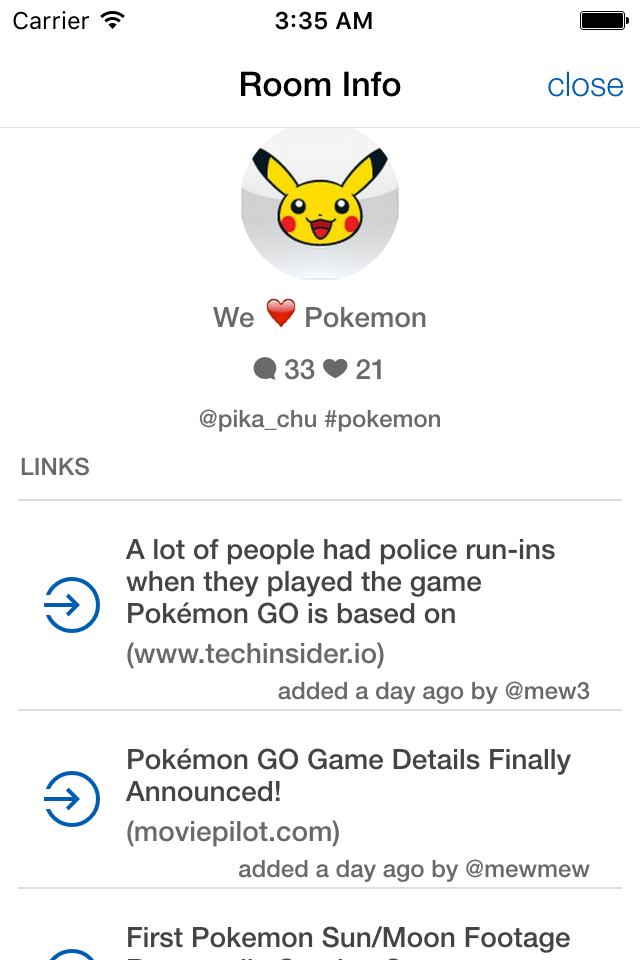 Carrier 3:35 AM
Room Info close
We ❤️ Pokemon
33 21
@pika_chu #pokemon
LINKS
A lot of people had police run-ins
when they played the game
Pokémon GO is based on
(www.techinsider.io)
added a day ago by @mew3
Pokémon GO Game Details Finally
Announced!
(moviepilot.com)
added a day ago by @mewmew
First Pokemon Sun/Moon Footage